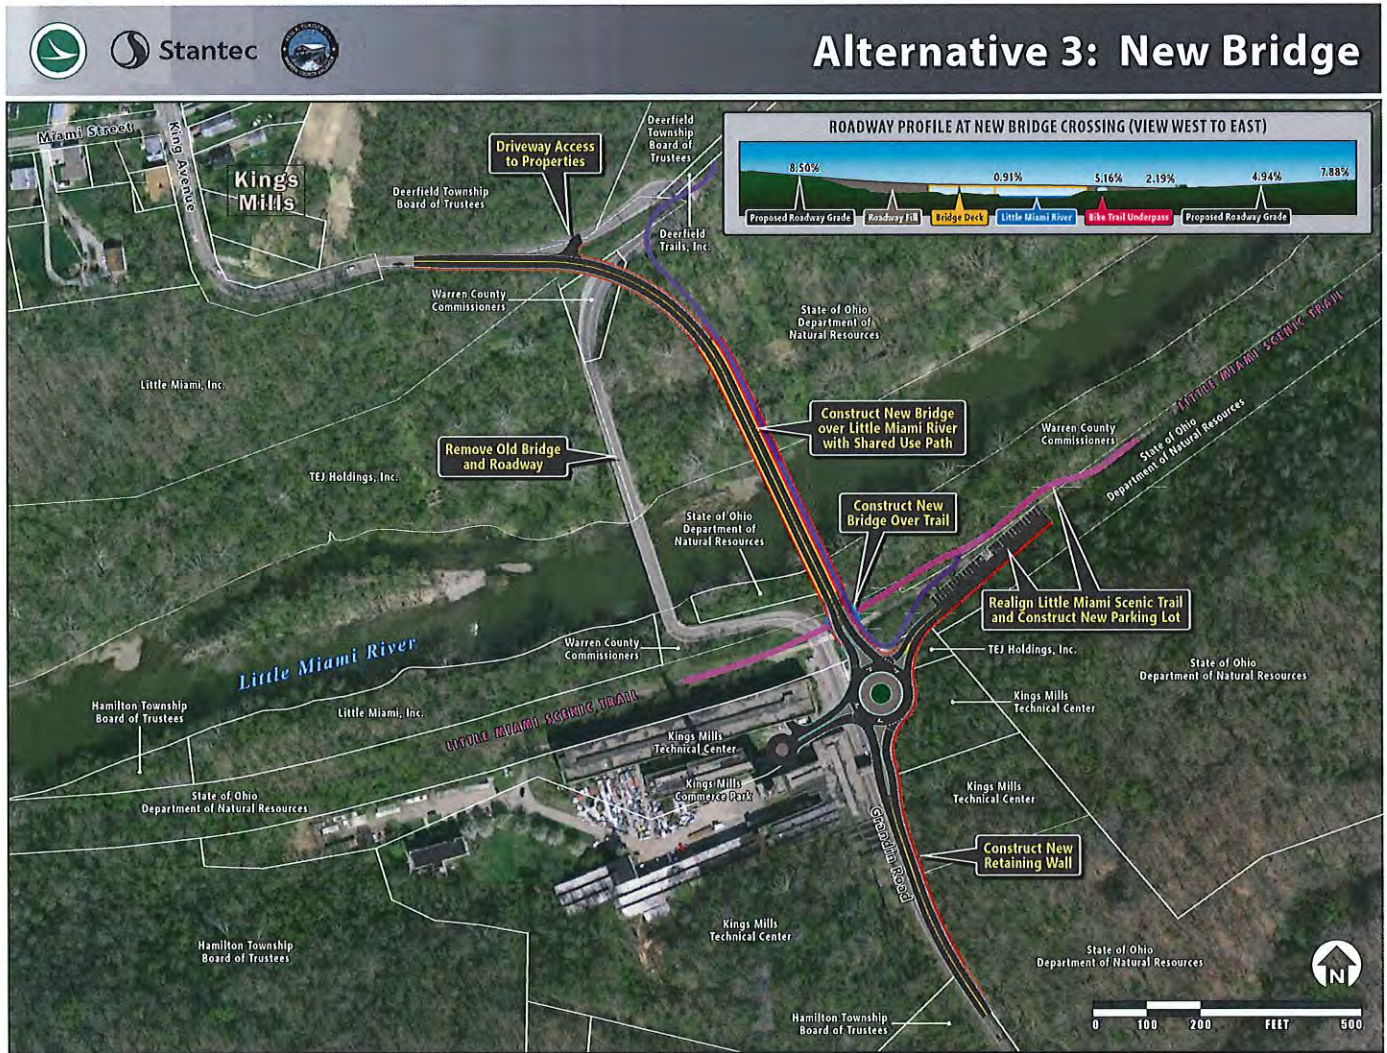 Stantec
Alternative 3: New Bridge
ROADWAY PROFILE AT NEW BRIDGE CROSSING (VIEW WEST TO EAST)
8.50%
0.91%
5.16%
2.19%
4.94%
7.88%
Proposed Roadway Grade
Roadway Fill
Bridge Deck
Little Miami River
Bike Trail Underpass
Proposed Roadway Grade
Miami Street
King Avenue
Kings
Mills
Deerfield
Township
Board of
Trustees
Driveway Access
to Properties
Deerfield Township
Board of Trustees
Deerfield
Trails, Inc.
Warren County
Commissioners
State of Ohio
Department of
Natural Resources
LITTLE MIAMI SCENIC TRAIL
Little Miami, Inc.
Construct New Bridge
over Little Miami River
with Shared Use Path
Warren County
Commissioners
State of Ohio
Department of Natural Resources
Remove Old Bridge
and Roadway
TEJ Holdings, Inc.
Construct New
Bridge Over Trail
State of Ohio
Department of
Natural Resources
Realign Little Miami Scenic Trail
and Construct New Parking Lot
Little Miami River
Warren County
Commissioners
TEJ Holdings, Inc.
State of Ohio
Department of Natural Resources
Hamilton Township
Board of Trustees
Little Miami, Inc.
LITTLE MIAMI SCENIC TRAIL
Kings Mills
Technical Center
Kings Mills
Technical Center
Kings Mills
Commerce Park
Kings Mills
Technical Center
State of Ohio
Department of Natural Resources
Grandin Road
Construct New
Retaining Wall
Kings Mills
Technical Center
Hamilton Township
Board of Trustees
State of Ohio
Department of Natural Resources
N
Hamilton Township
Board of Trustees
0 100 200 FEET 500